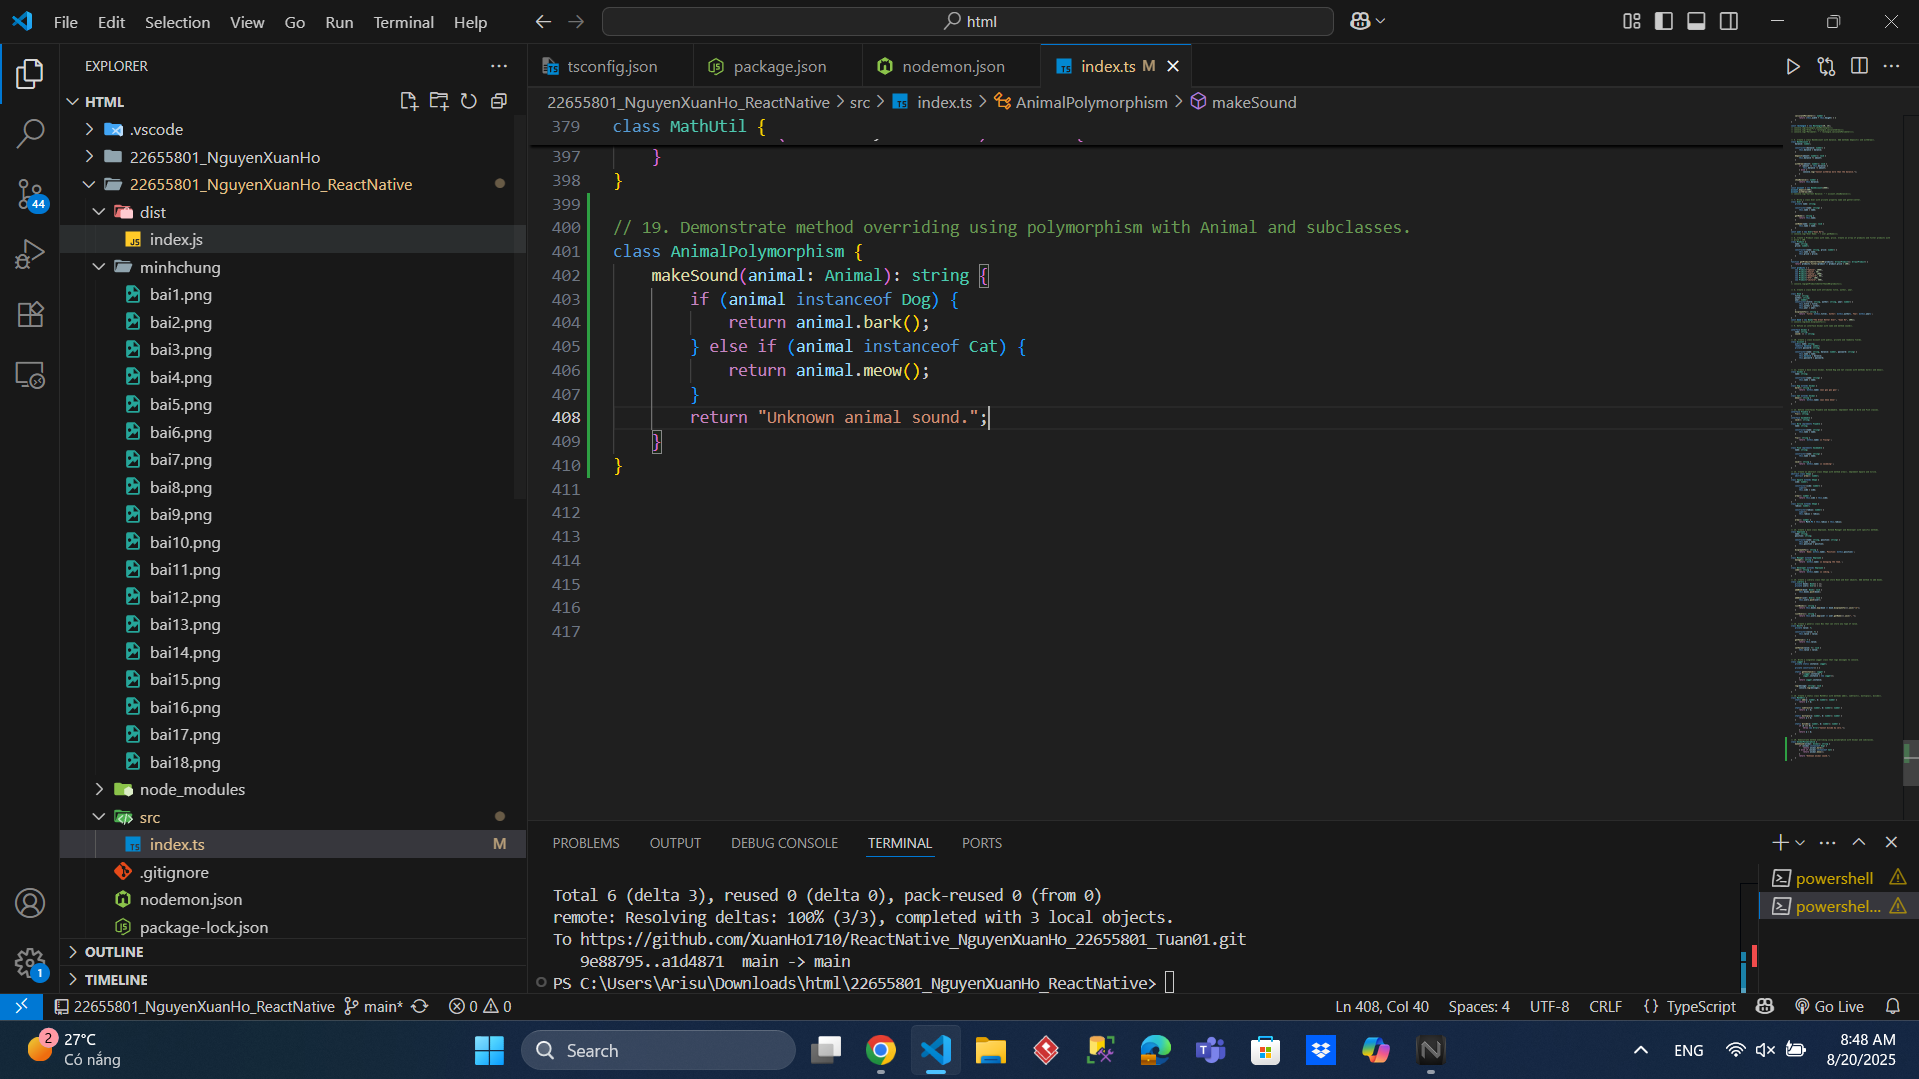 File Edit Selection View Go Run Terminal Help
html
EXPLORER
HTML
.vscode
22655801_NguyenXuanHo
22655801_NguyenXuanHo_ReactNative
dist
index.js
minhchung
bai1.png
bai2.png
bai3.png
bai4.png
bai5.png
bai6.png
bai7.png
bai8.png
bai9.png
bai10.png
bai11.png
bai12.png
bai13.png
bai14.png
bai15.png
bai16.png
bai17.png
bai18.png
node_modules
src
index.ts M
.gitignore
nodemon.json
package-lock.json
OUTLINE
TIMELINE
44
1
tsconfig.json package.json nodemon.json index.ts M
22655801_NguyenXuanHo_ReactNative > src > index.ts > AnimalPolymorphism > makeSound
379 class MathUtil {
397 }
398 }
399
400 // 19. Demonstrate method overriding using polymorphism with Animal and subclasses.
401 class AnimalPolymorphism {
402 makeSound(animal: Animal): string {
403 if (animal instanceof Dog) {
404 return animal.bark();
405 } else if (animal instanceof Cat) {
406 return animal.meow();
407 }
408 return "Unknown animal sound.";
409 }
410 }
411
412
413
414
415
416
417
PROBLEMS OUTPUT DEBUG CONSOLE TERMINAL PORTS
Total 6 (delta 3), reused 0 (delta 0), pack-reused 0 (from 0)
remote: Resolving deltas: 100% (3/3), completed with 3 local objects.
To https://github.com/XuanHo1710/ReactNative_NguyenXuanHo_22655801_Tuan01.git
9e88795..a1d4871 main -> main
PS C:\Users\Arisu\Downloads\html\22655801_NguyenXuanHo_ReactNative>
powershell
powershel...
22655801_NguyenXuanHo_ReactNative main* 0 0 Ln 408, Col 40 Spaces: 4 UTF-8 CRLF {} TypeScript Go Live
2
27°C
Có nắng
Search
ENG
8:48 AM
8/20/2025